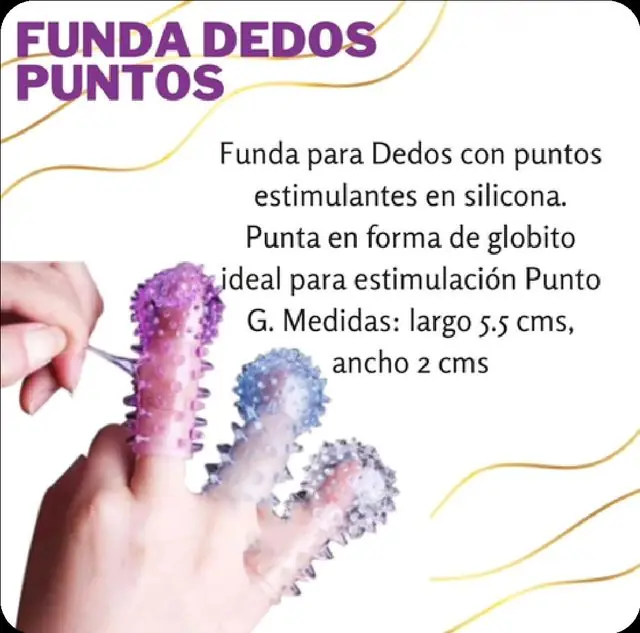 FUNDA DEDOS
PUNTOS
Funda para Dedos con puntos
estimulantes en silicona.
Punta en forma de globito
ideal para estimulación Punto
G. Medidas: largo 5.5 cms,
ancho 2 cms